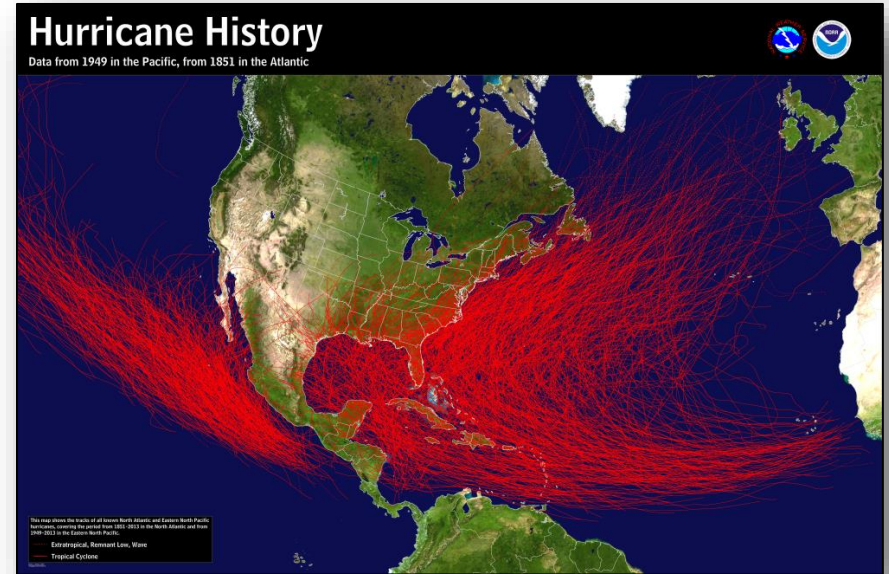 Hurricane History
Data from 1949 in the Pacific, from 1851 in the Atlantic
NOAA
This map shows the tracks of all known North Atlantic and Eastern North Pacific
hurricanes, covering the period from 1851-2013 in the North Atlantic and from
1949-2013 in the Eastern North Pacific.
Extratropical, Remnant Low, Wave
Tropical Cyclone